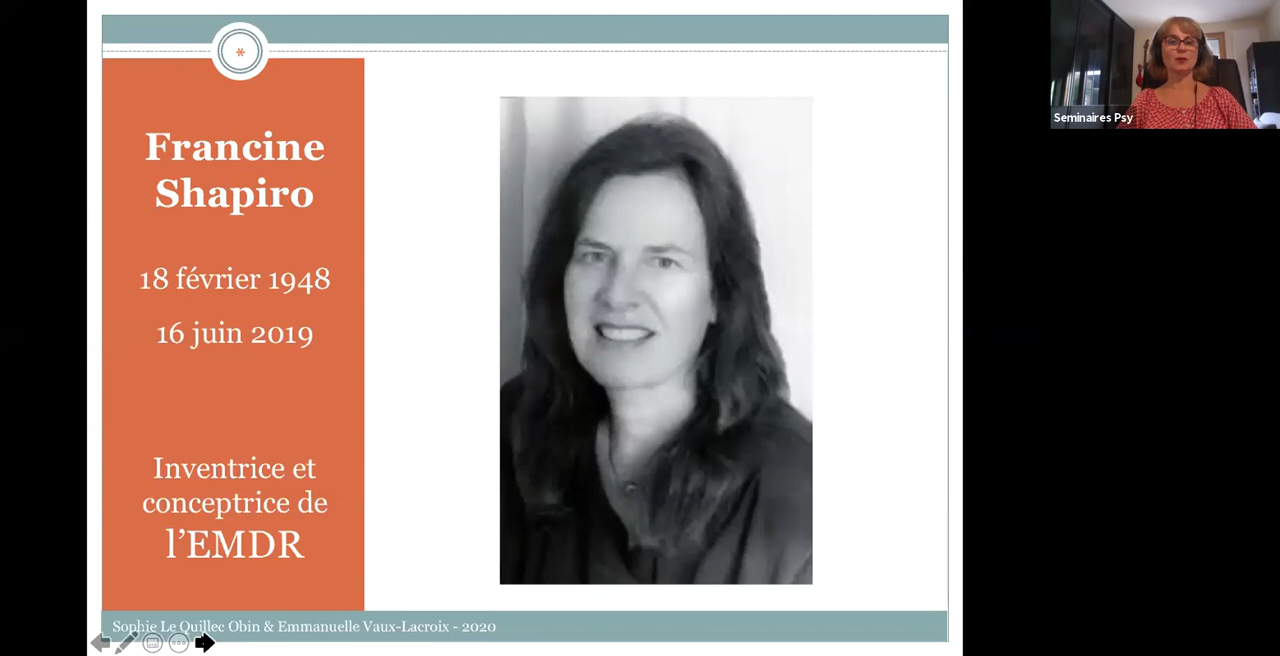 Francine
Shapiro
18 février 1948
16 juin 2019
Inventrice et
conceptrice de
l'EMDR
Sophie Le Quillec Obin & Emmanuelle Vaux-Lacroix - 2020
Seminaires Psy